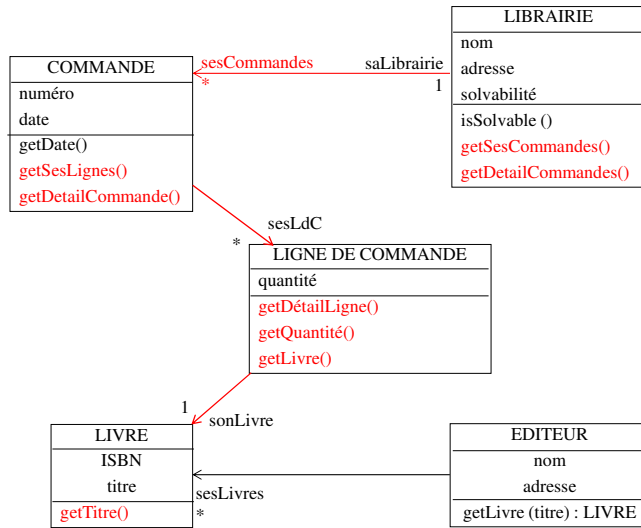 LIBRAIRIE
nom
adresse
solvabilité
isSolvable ()
getSesCommandes()
getDetailCommandes()
sesCommandes
*
saLibrairie
1
COMMANDE
numéro
date
getDate()
getSesLignes()
getDetailCommande()
sesLdC
*
LIGNE DE COMMANDE
quantité
getDétailLigne()
getQuantité()
getLivre()
1
sonLivre
LIVRE
ISBN
titre
getTitre()
sesLivres
*
EDITEUR
nom
adresse
getLivre (titre) : LIVRE